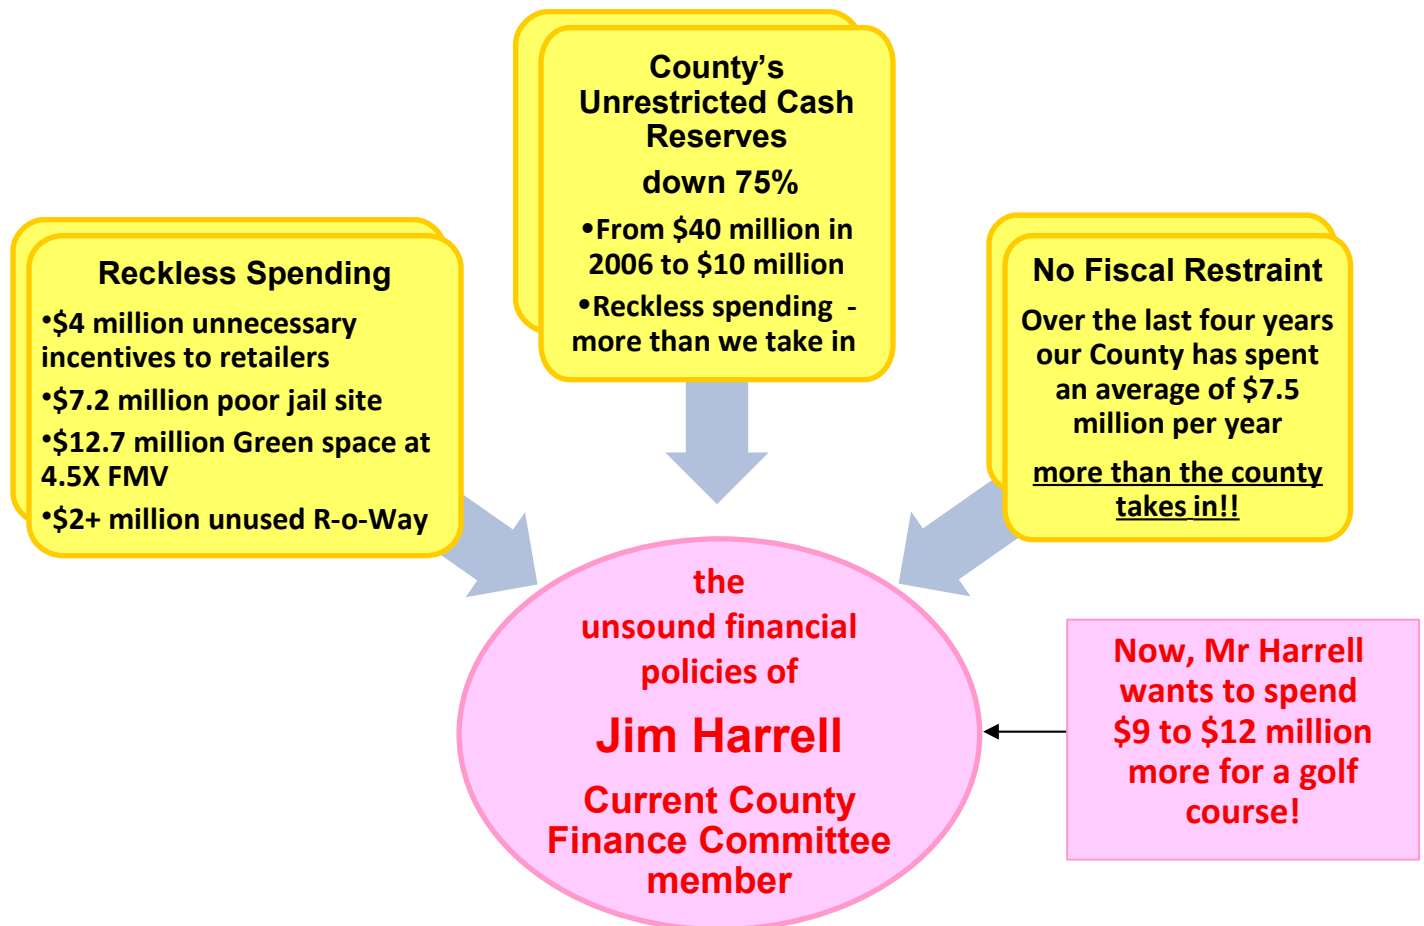 County’s
Unrestricted Cash
Reserves
down 75%
•From $40 million in
2006 to $10 million
•Reckless spending -
more than we take in
Reckless Spending
•$4 million unnecessary
incentives to retailers
•$7.2 million poor jail site
•$12.7 million Green space at
4.5X FMV
•$2+ million unused R-o-Way
No Fiscal Restraint
Over the last four years
our County has spent
an average of $7.5
million per year
more than the county
takes in!!
the
unsound financial
policies of
Jim Harrell
Current County
Finance Committee
member
Now, Mr Harrell
wants to spend
$9 to $12 million
more for a golf
course!